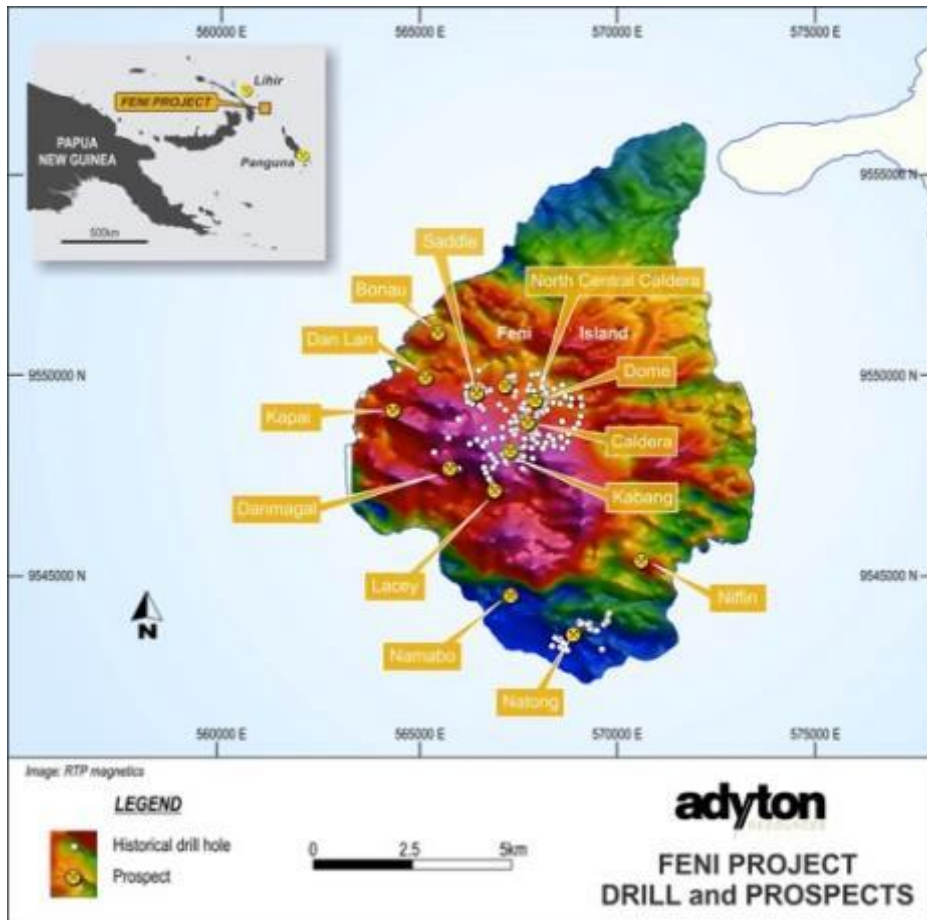 560000 E
565000 E
570000 E
575000 E
Lihir
FENI PROJECT
PAPUA
NEW GUINEA
Panguna
500km
9555000 N
9555000 N
Saddle
North Central Caldera
Bonau
Feni Island
Dan Lan
9550000 N
9550000 N
Dome
Kapai
Caldera
Danmagal
Kabang
9545000 N
9545000 N
Lacey
Niffin
N
Namabo
Natong
560000 E
565000 E
570000 E
575000 E
Image: RTP magnetics
LEGEND
Historical drill hole
Prospect
0
2.5
5km
adyton
RESOURCES
FENI PROJECT
DRILL and PROSPECTS